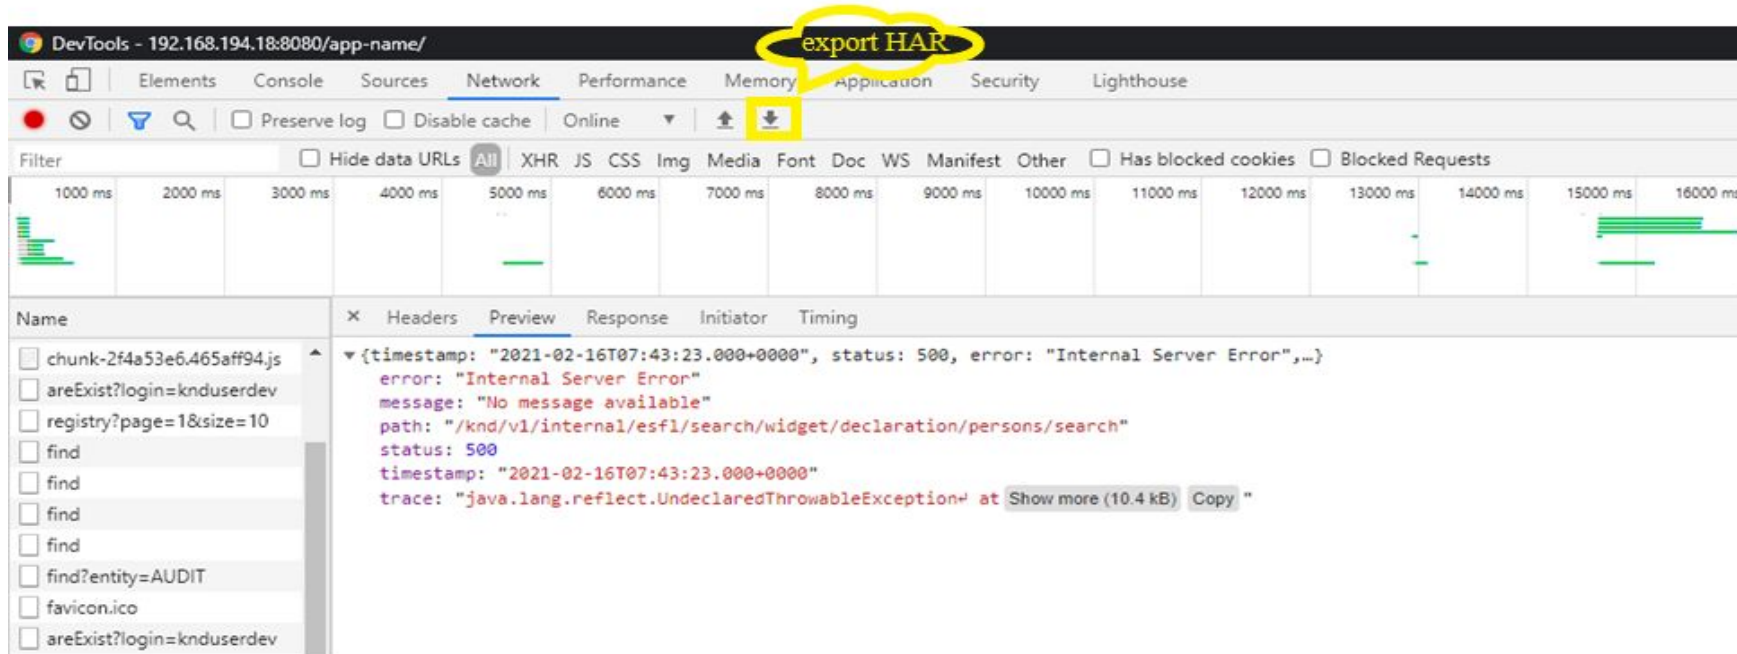 export HAR
DevTools - 192.168.194.18:8080/app-name/
Elements Console Sources Network Performance Memory Application Security Lighthouse
Preserve log Disable cache Online
Filter Hide data URLs All XHR JS CSS Img Media Font Doc WS Manifest Other Has blocked cookies Blocked Requests
1000 ms 2000 ms 3000 ms 4000 ms 5000 ms 6000 ms 7000 ms 8000 ms 9000 ms 10000 ms 11000 ms 12000 ms 13000 ms 14000 ms 15000 ms 16000 ms
Name × Headers Preview Response Initiator Timing
chunk-2f4a53e6.465aff94.js
areExist?login=knduserdev
registry?page=1&size=10
find
find
find
find
find?entity=AUDIT
favicon.ico
areExist?login=knduserdev
▼{timestamp: "2021-02-16T07:43:23.000+0000", status: 500, error: "Internal Server Error",…}
error: "Internal Server Error"
message: "No message available"
path: "/knd/v1/internal/esfl/search/widget/declaration/persons/search"
status: 500
timestamp: "2021-02-16T07:43:23.000+0000"
trace: "java.lang.reflect.UndeclaredThrowableException↵ at Show more (10.4 kB) Copy "